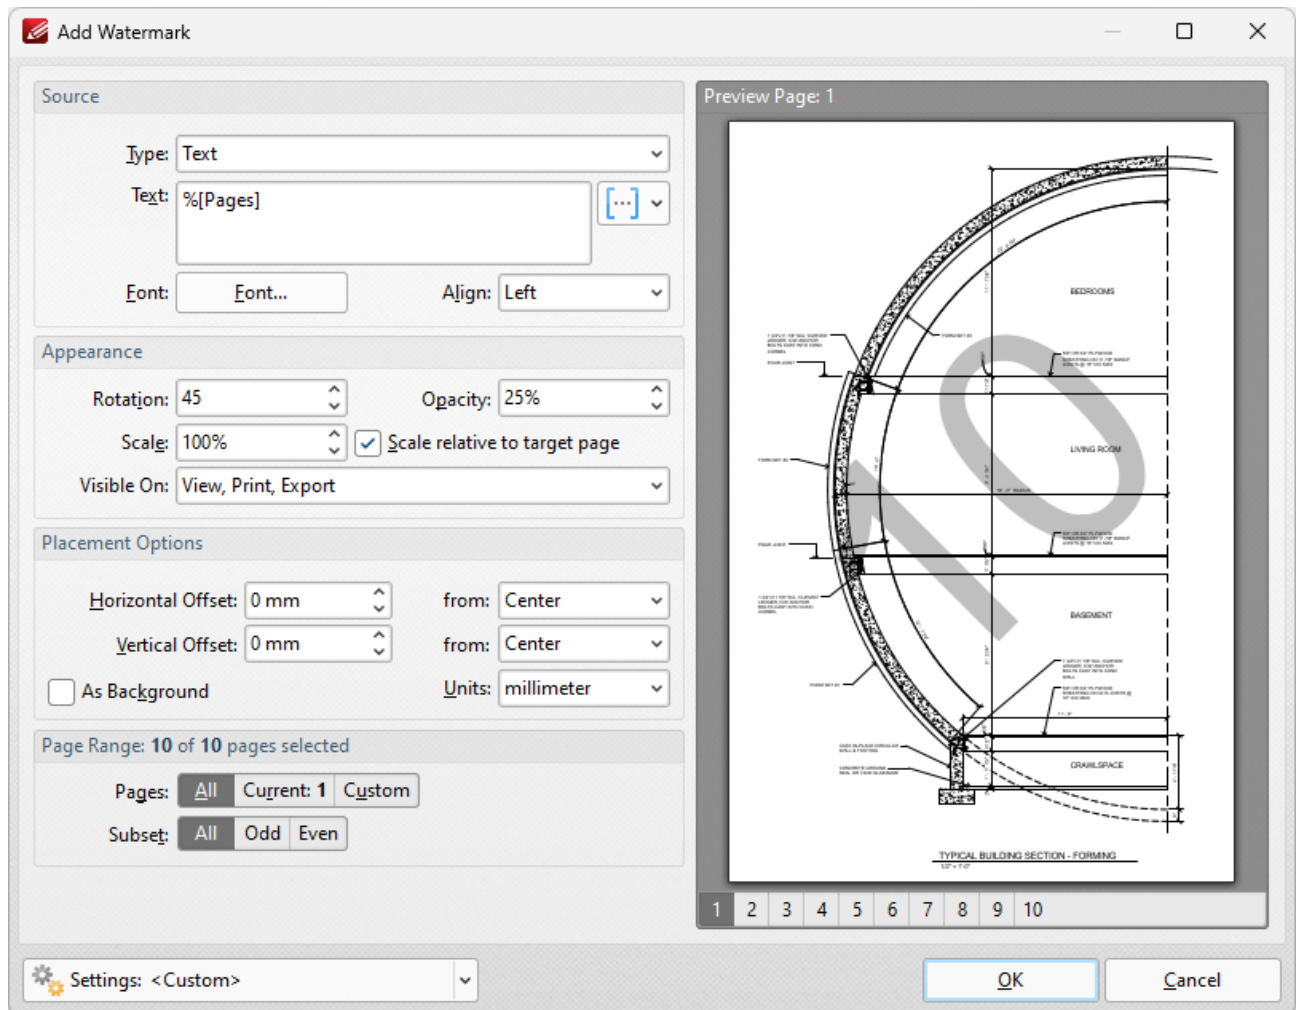 Add Watermark
Source
Type: Text
Text: %[Pages]
Font: Font...
Align: Left
Appearance
Rotation: 45
Opacity: 25%
Scale: 100%
Scale relative to target page
Visible On: View, Print, Export
Placement Options
Horizontal Offset: 0 mm from: Center
Vertical Offset: 0 mm from: Center
As Background
Units: millimeter
Page Range: 10 of 10 pages selected
Pages: All Current: 1 Custom
Subset: All Odd Even
Settings: <Custom>
Preview Page: 1
BEDROOMS
LIVING ROOM
10
BASEMENT
CRAWLSPACE
TYPICAL BUILDING SECTION - FORMING
1 2 3 4 5 6 7 8 9 10
OK
Cancel